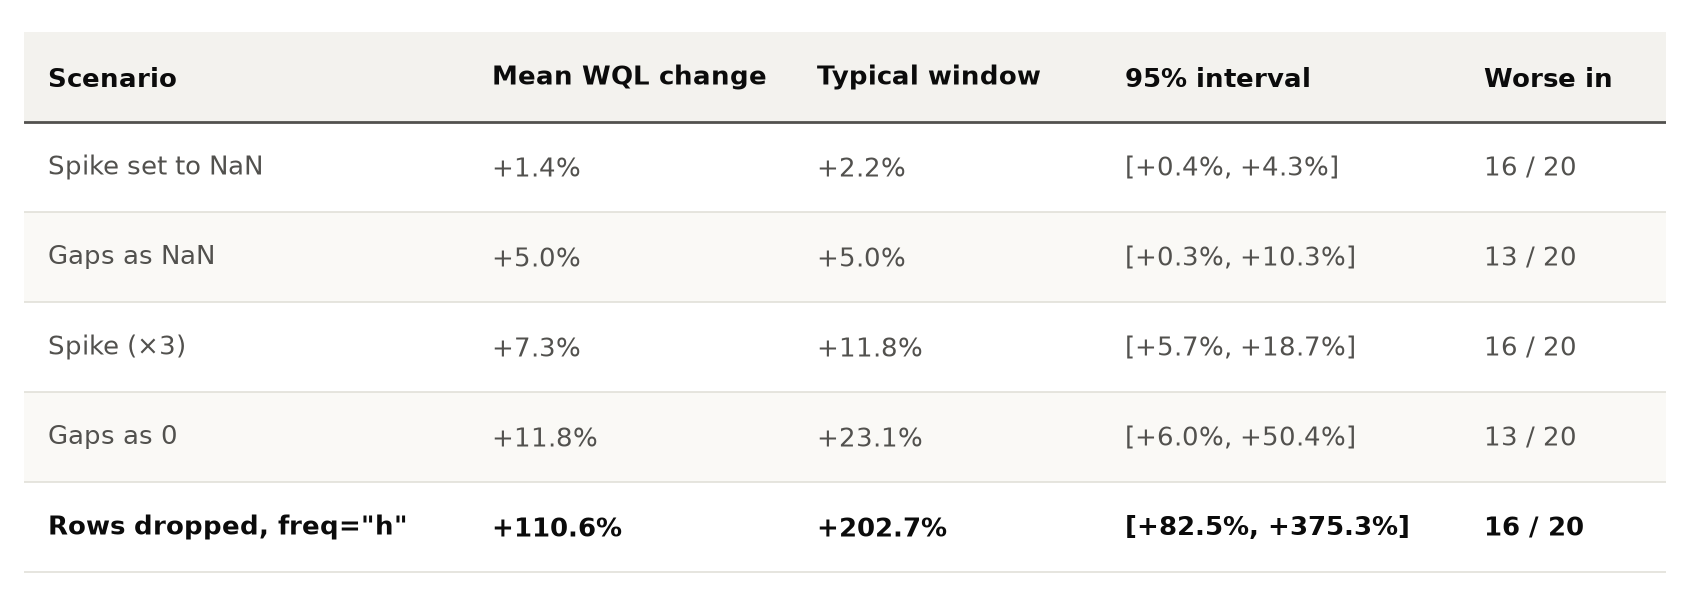 Scenario Mean WQL change Typical window 95% interval Worse in
Spike set to NaN +1.4% +2.2% [+0.4%, +4.3%] 16 / 20
Gaps as NaN +5.0% +5.0% [+0.3%, +10.3%] 13 / 20
Spike (×3) +7.3% +11.8% [+5.7%, +18.7%] 16 / 20
Gaps as 0 +11.8% +23.1% [+6.0%, +50.4%] 13 / 20
Rows dropped, freq="h" +110.6% +202.7% [+82.5%, +375.3%] 16 / 20